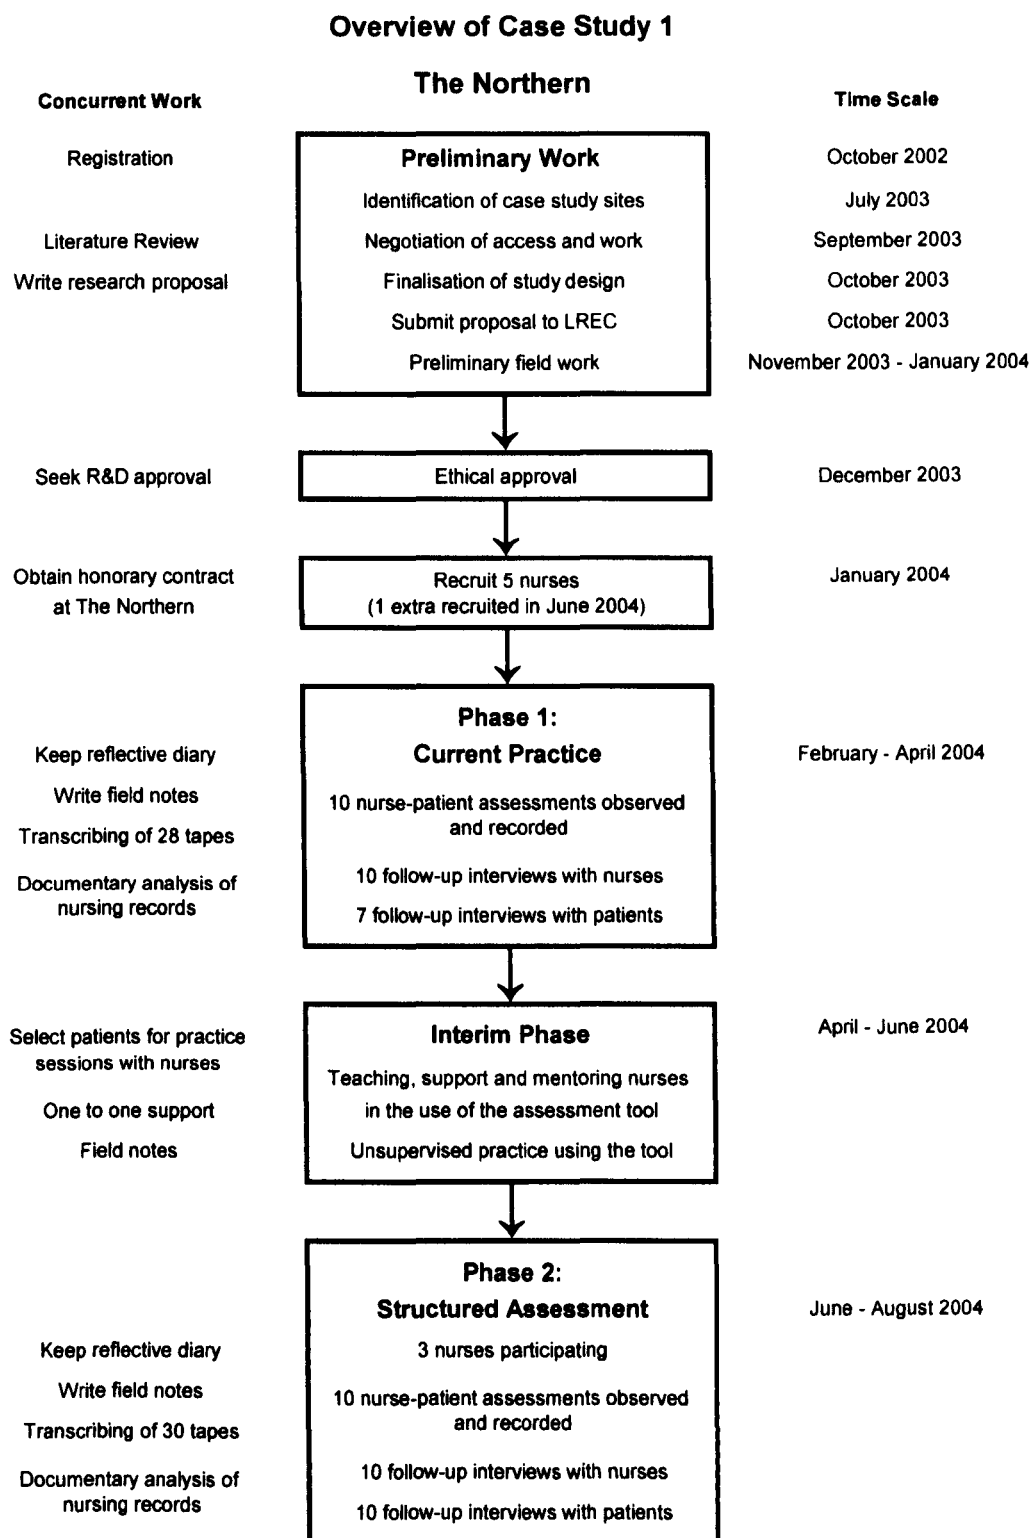 Overview of Case Study 1
The Northern
Concurrent Work
Time Scale
Registration
Preliminary Work
October 2002
Identification of case study sites
July 2003
Literature Review
Negotiation of access and work
September 2003
Write research proposal
Finalisation of study design
October 2003
Submit proposal to LREC
October 2003
Preliminary field work
November 2003 - January 2004
Seek R&D approval
Ethical approval
December 2003
Obtain honorary contract
at The Northern
Recruit 5 nurses
(1 extra recruited in June 2004)
January 2004
Phase 1:
Current Practice
Keep reflective diary
February - April 2004
Write field notes
10 nurse-patient assessments observed
and recorded
Transcribing of 28 tapes
Documentary analysis of
nursing records
10 follow-up interviews with nurses
7 follow-up interviews with patients
Select patients for practice
sessions with nurses
Interim Phase
April - June 2004
Teaching, support and mentoring nurses
in the use of the assessment tool
One to one support
Field notes
Unsupervised practice using the tool
Phase 2:
Structured Assessment
June - August 2004
Keep reflective diary
3 nurses participating
Write field notes
10 nurse-patient assessments observed
and recorded
Transcribing of 30 tapes
Documentary analysis of
nursing records
10 follow-up interviews with nurses
10 follow-up interviews with patients